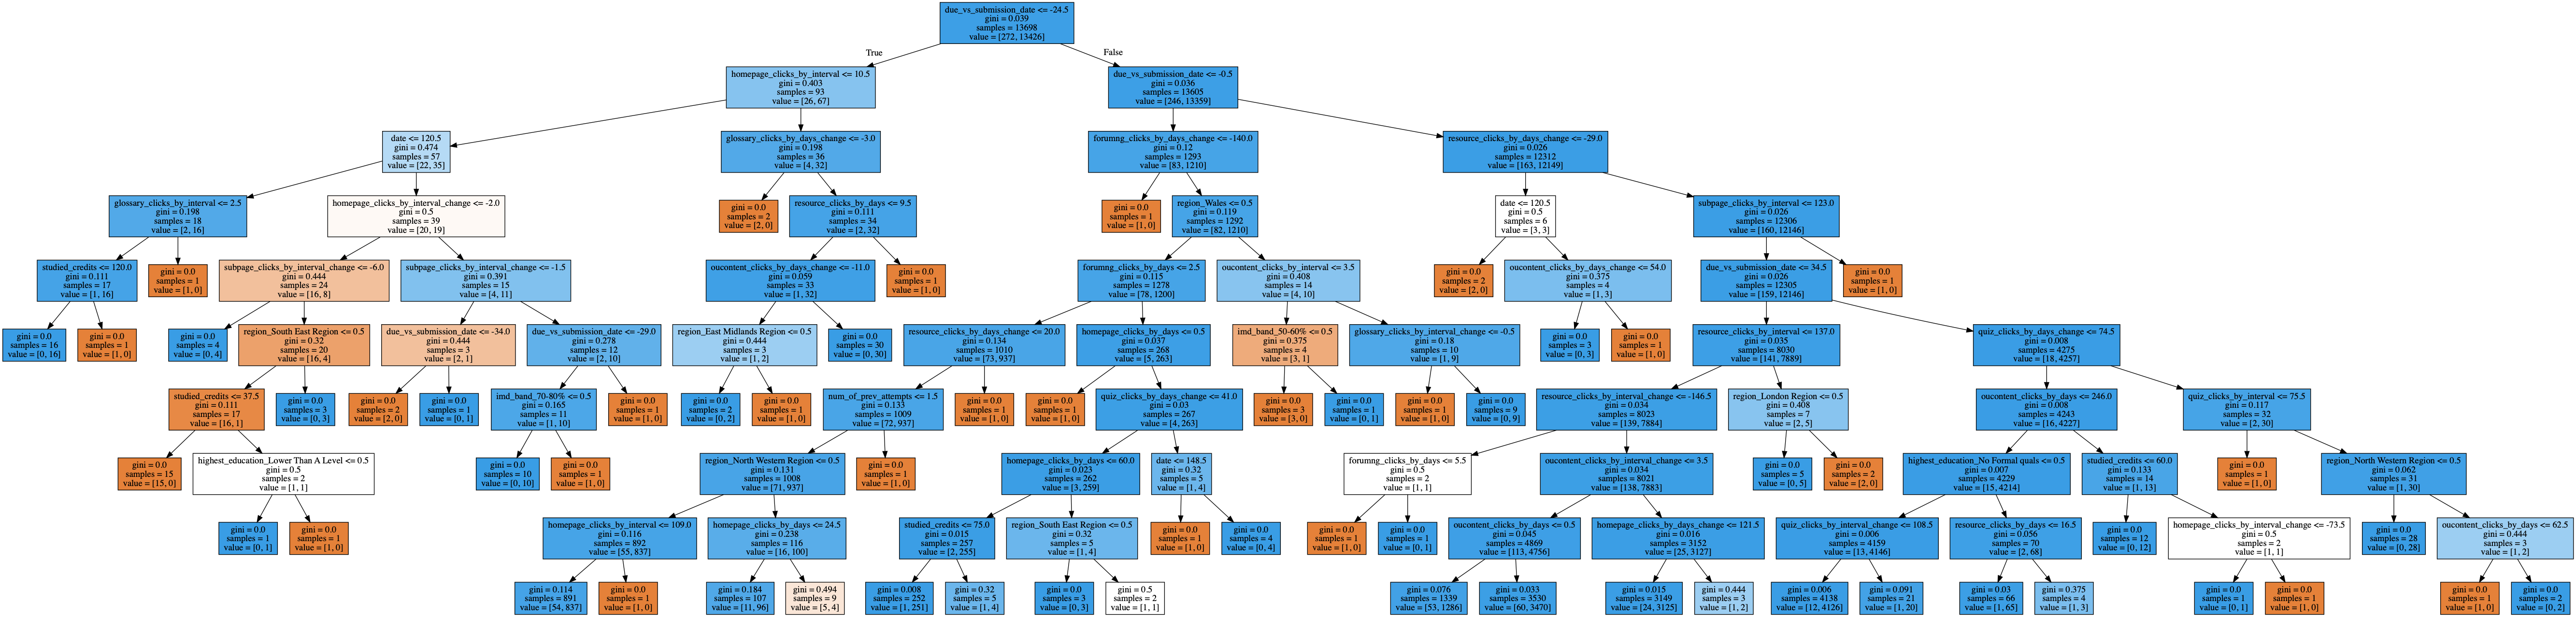 due_vs_submission_date <= -24.5
gini = 0.039
samples = 13698
value = [272, 13426]
True
False
homepage_clicks_by_interval <= 10.5
gini = 0.403
samples = 93
value = [26, 67]
due_vs_submission_date <= -0.5
gini = 0.036
samples = 13605
value = [246, 13359]
date <= 120.5
gini = 0.474
samples = 57
value = [22, 35]
glossary_clicks_by_days_change <= -3.0
gini = 0.198
samples = 36
value = [4, 32]
forumng_clicks_by_days_change <= -140.0
gini = 0.12
samples = 1293
value = [83, 1210]
resource_clicks_by_days_change <= -29.0
gini = 0.026
samples = 12312
value = [163, 12149]
glossary_clicks_by_interval <= 2.5
gini = 0.198
samples = 18
value = [2, 16]
homepage_clicks_by_interval_change <= -2.0
gini = 0.5
samples = 39
value = [20, 19]
gini = 0.0
samples = 2
value = [2, 0]
resource_clicks_by_days <= 9.5
gini = 0.111
samples = 34
value = [2, 32]
gini = 0.0
samples = 1
value = [1, 0]
region_Wales <= 0.5
gini = 0.119
samples = 1292
value = [82, 1210]
date <= 120.5
gini = 0.5
samples = 6
value = [3, 3]
subpage_clicks_by_interval <= 123.0
gini = 0.026
samples = 12306
value = [160, 12146]
studied_credits <= 120.0
gini = 0.111
samples = 17
value = [1, 16]
gini = 0.0
samples = 1
value = [1, 0]
subpage_clicks_by_interval_change <= -6.0
gini = 0.444
samples = 24
value = [16, 8]
subpage_clicks_by_interval_change <= -1.5
gini = 0.391
samples = 15
value = [4, 11]
oucontent_clicks_by_days_change <= -11.0
gini = 0.059
samples = 33
value = [1, 32]
gini = 0.0
samples = 1
value = [1, 0]
forumng_clicks_by_days <= 2.5
gini = 0.115
samples = 1278
value = [78, 1200]
oucontent_clicks_by_interval <= 3.5
gini = 0.408
samples = 14
value = [4, 10]
gini = 0.0
samples = 2
value = [2, 0]
oucontent_clicks_by_days_change <= 54.0
gini = 0.375
samples = 4
value = [1, 3]
due_vs_submission_date <= 34.5
gini = 0.026
samples = 12305
value = [159, 12146]
gini = 0.0
samples = 1
value = [1, 0]
gini = 0.0
samples = 16
value = [0, 16]
gini = 0.0
samples = 1
value = [1, 0]
gini = 0.0
samples = 4
value = [0, 4]
region_South East Region <= 0.5
gini = 0.32
samples = 20
value = [16, 4]
due_vs_submission_date <= -34.0
gini = 0.444
samples = 3
value = [2, 1]
due_vs_submission_date <= -29.0
gini = 0.278
samples = 12
value = [2, 10]
region_East Midlands Region <= 0.5
gini = 0.444
samples = 3
value = [1, 2]
gini = 0.0
samples = 30
value = [0, 30]
resource_clicks_by_days_change <= 20.0
gini = 0.134
samples = 1010
value = [73, 937]
homepage_clicks_by_days <= 0.5
gini = 0.037
samples = 268
value = [5, 263]
imd_band_50-60% <= 0.5
gini = 0.375
samples = 4
value = [3, 1]
glossary_clicks_by_interval_change <= -0.5
gini = 0.18
samples = 10
value = [1, 9]
gini = 0.0
samples = 3
value = [0, 3]
gini = 0.0
samples = 1
value = [1, 0]
resource_clicks_by_interval <= 137.0
gini = 0.035
samples = 8030
value = [141, 7889]
quiz_clicks_by_days_change <= 74.5
gini = 0.008
samples = 4275
value = [18, 4257]
studied_credits <= 37.5
gini = 0.111
samples = 17
value = [16, 1]
gini = 0.0
samples = 3
value = [0, 3]
gini = 0.0
samples = 2
value = [2, 0]
gini = 0.0
samples = 1
value = [0, 1]
imd_band_70-80% <= 0.5
gini = 0.165
samples = 11
value = [1, 10]
gini = 0.0
samples = 1
value = [1, 0]
gini = 0.0
samples = 2
value = [0, 2]
gini = 0.0
samples = 1
value = [1, 0]
num_of_prev_attempts <= 1.5
gini = 0.133
samples = 1009
value = [72, 937]
gini = 0.0
samples = 1
value = [1, 0]
gini = 0.0
samples = 1
value = [1, 0]
quiz_clicks_by_days_change <= 41.0
gini = 0.03
samples = 267
value = [4, 263]
gini = 0.0
samples = 3
value = [3, 0]
gini = 0.0
samples = 1
value = [0, 1]
gini = 0.0
samples = 1
value = [1, 0]
gini = 0.0
samples = 9
value = [0, 9]
resource_clicks_by_interval_change <= -146.5
gini = 0.034
samples = 8023
value = [139, 7884]
region_London Region <= 0.5
gini = 0.408
samples = 7
value = [2, 5]
oucontent_clicks_by_days <= 246.0
gini = 0.008
samples = 4243
value = [16, 4227]
quiz_clicks_by_interval <= 75.5
gini = 0.117
samples = 32
value = [2, 30]
gini = 0.0
samples = 15
value = [15, 0]
highest_education_Lower Than A Level <= 0.5
gini = 0.5
samples = 2
value = [1, 1]
gini = 0.0
samples = 10
value = [0, 10]
gini = 0.0
samples = 1
value = [1, 0]
region_North Western Region <= 0.5
gini = 0.131
samples = 1008
value = [71, 937]
gini = 0.0
samples = 1
value = [1, 0]
homepage_clicks_by_days <= 60.0
gini = 0.023
samples = 262
value = [3, 259]
date <= 148.5
gini = 0.32
samples = 5
value = [1, 4]
forumng_clicks_by_days <= 5.5
gini = 0.5
samples = 2
value = [1, 1]
oucontent_clicks_by_interval_change <= 3.5
gini = 0.034
samples = 8021
value = [138, 7883]
gini = 0.0
samples = 5
value = [0, 5]
gini = 0.0
samples = 2
value = [2, 0]
highest_education_No Formal quals <= 0.5
gini = 0.007
samples = 4229
value = [15, 4214]
studied_credits <= 60.0
gini = 0.133
samples = 14
value = [1, 13]
gini = 0.0
samples = 1
value = [1, 0]
region_North Western Region <= 0.5
gini = 0.062
samples = 31
value = [1, 30]
gini = 0.0
samples = 1
value = [0, 1]
gini = 0.0
samples = 1
value = [1, 0]
homepage_clicks_by_interval <= 109.0
gini = 0.116
samples = 892
value = [55, 837]
homepage_clicks_by_days <= 24.5
gini = 0.238
samples = 116
value = [16, 100]
studied_credits <= 75.0
gini = 0.015
samples = 257
value = [2, 255]
region_South East Region <= 0.5
gini = 0.32
samples = 5
value = [1, 4]
gini = 0.0
samples = 1
value = [1, 0]
gini = 0.0
samples = 4
value = [0, 4]
gini = 0.0
samples = 1
value = [1, 0]
gini = 0.0
samples = 1
value = [0, 1]
oucontent_clicks_by_days <= 0.5
gini = 0.045
samples = 4869
value = [113, 4756]
homepage_clicks_by_days_change <= 121.5
gini = 0.016
samples = 3152
value = [25, 3127]
quiz_clicks_by_interval_change <= 108.5
gini = 0.006
samples = 4159
value = [13, 4146]
resource_clicks_by_days <= 16.5
gini = 0.056
samples = 70
value = [2, 68]
gini = 0.0
samples = 12
value = [0, 12]
homepage_clicks_by_interval_change <= -73.5
gini = 0.5
samples = 2
value = [1, 1]
gini = 0.0
samples = 28
value = [0, 28]
oucontent_clicks_by_days <= 62.5
gini = 0.444
samples = 3
value = [1, 2]
gini = 0.114
samples = 891
value = [54, 837]
gini = 0.0
samples = 1
value = [1, 0]
gini = 0.184
samples = 107
value = [11, 96]
gini = 0.494
samples = 9
value = [5, 4]
gini = 0.008
samples = 252
value = [1, 251]
gini = 0.32
samples = 5
value = [1, 4]
gini = 0.0
samples = 3
value = [0, 3]
gini = 0.5
samples = 2
value = [1, 1]
gini = 0.076
samples = 1339
value = [53, 1286]
gini = 0.033
samples = 3530
value = [60, 3470]
gini = 0.015
samples = 3149
value = [24, 3125]
gini = 0.444
samples = 3
value = [1, 2]
gini = 0.006
samples = 4138
value = [12, 4126]
gini = 0.091
samples = 21
value = [1, 20]
gini = 0.03
samples = 66
value = [1, 65]
gini = 0.375
samples = 4
value = [1, 3]
gini = 0.0
samples = 1
value = [0, 1]
gini = 0.0
samples = 1
value = [1, 0]
gini = 0.0
samples = 1
value = [1, 0]
gini = 0.0
samples = 2
value = [0, 2]